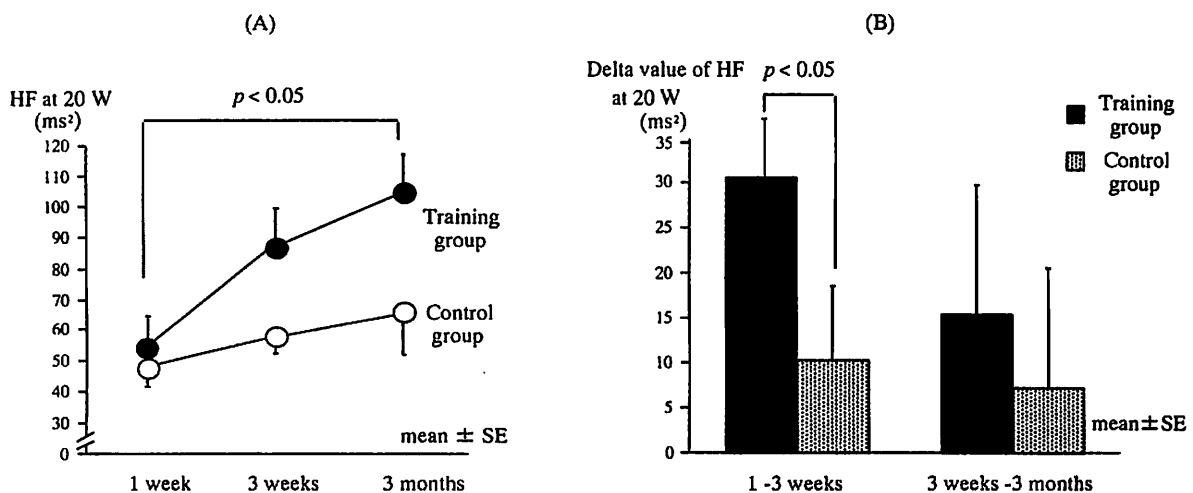 (A)
HF at 20 W
(ms²)
p < 0.05
120
110
100
90
80
70
60
50
40
30
0
Training
group
Control
group
mean ± SE
1 week
3 weeks
3 months
(B)
Delta value of HF
at 20 W
(ms²)
p < 0.05
35
30
25
20
15
10
5
0
Training
group
Control
group
mean±SE
1 -3 weeks
3 weeks -3 months